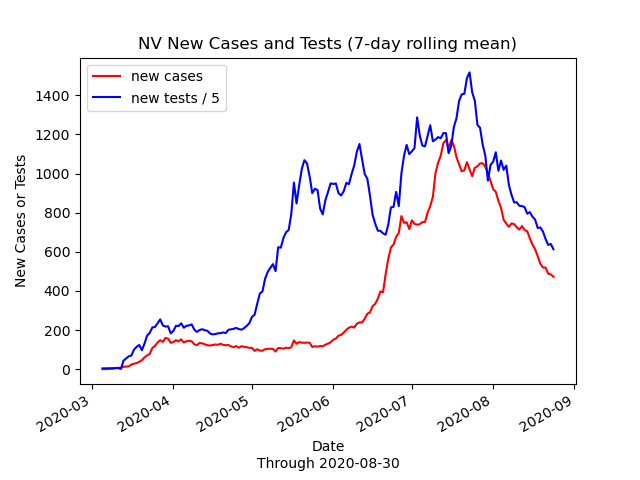 NV New Cases and Tests (7-day rolling mean)
new cases
new tests / 5
1400
1200
1000
800
600
400
200
0
New Cases or Tests
2020-03
2020-04
2020-05
2020-06
2020-07
2020-08
2020-09
Date
Through 2020-08-30